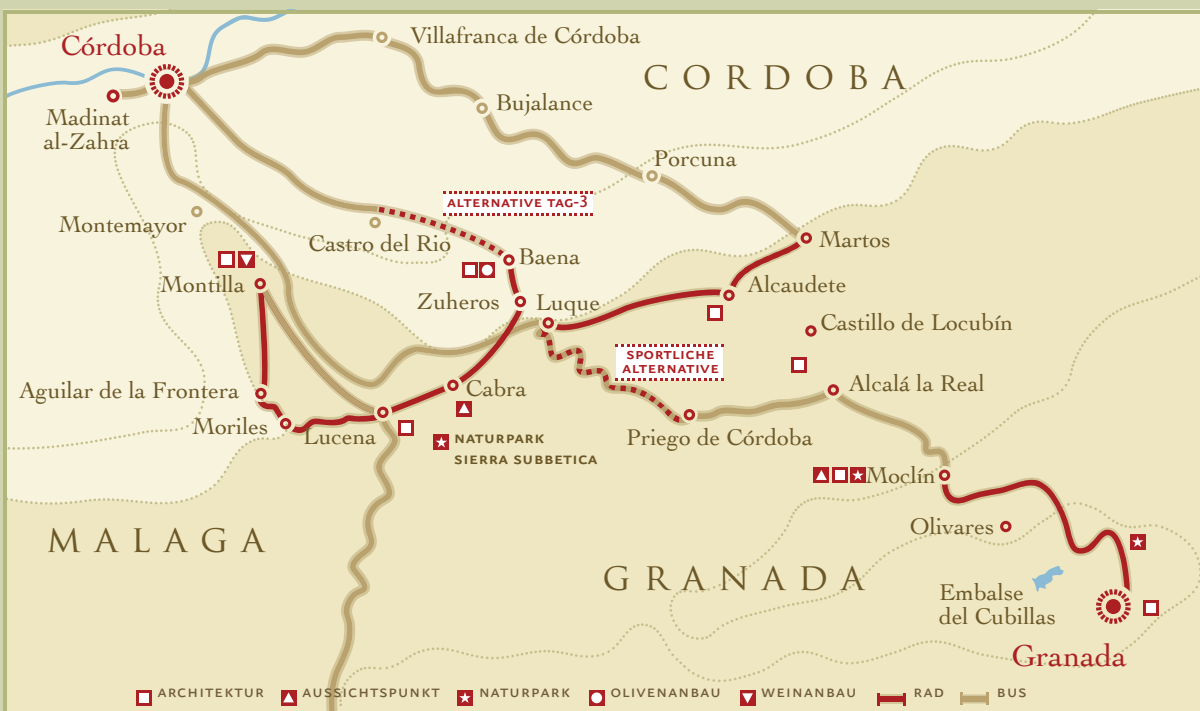 Villafranca de Córdoba
Córdoba
CORDOBA
Bujalance
Madinat
al-Zahra
Porcuna
ALTERNATIVE TAG-3
Montemayor
Castro del Rio
Martos
Baena
Montilla
Alcaudete
Zuheros
Luque
Castillo de Locubín
SPORTLICHE
ALTERNATIVE
Aguilar de la Frontera
Cabra
Alcalá la Real
Moriles
Lucena
Priego de Córdoba
NATURPARK
SIERRA SUBBETICA
Moclín
Olivares
MALAGA
GRANADA
Embalse
del Cubillas
Granada
ARCHITEKTUR AUSSICHTSPUNKT NATURPARK OLIVENANBAU WEINANBAU RAD BUS